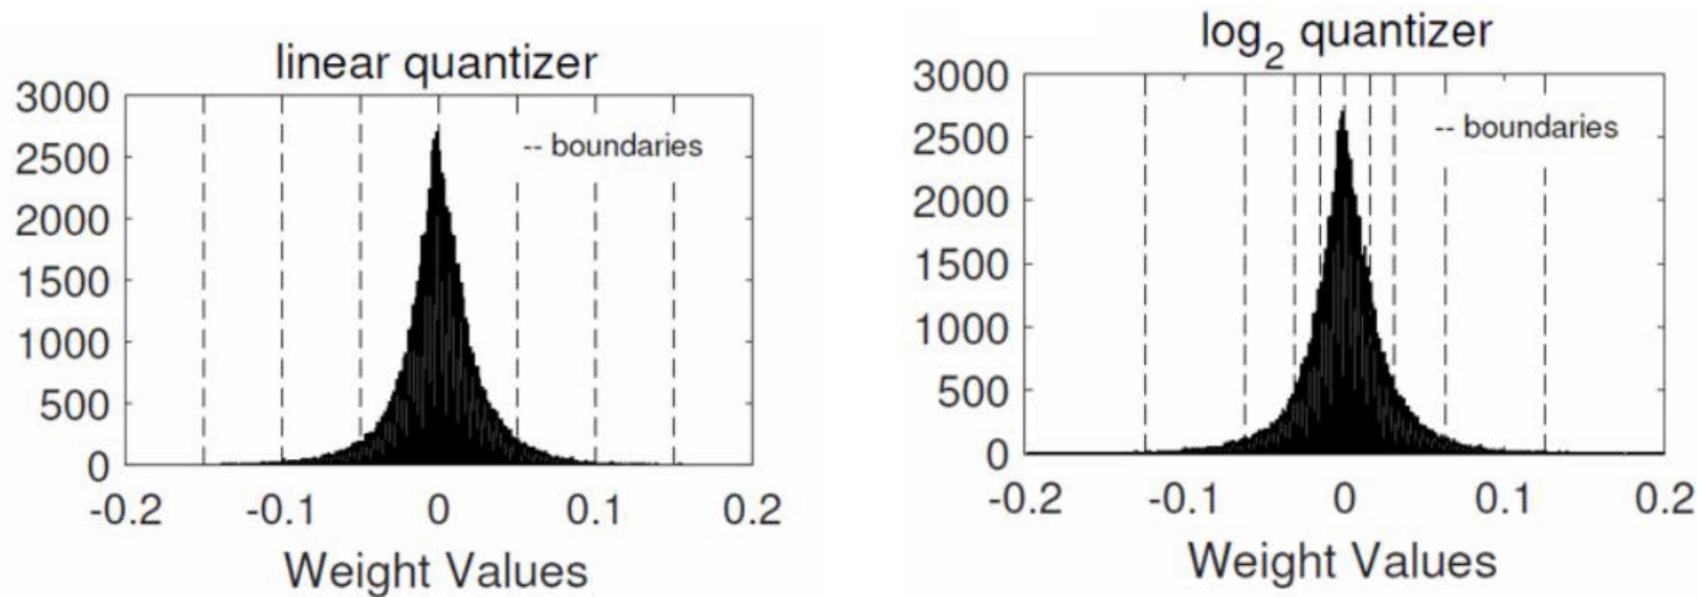 linear quantizer
3000
2500
2000
1500
1000
500
0
-- boundaries
-0.2 -0.1 0 0.1 0.2
Weight Values
log2 quantizer
3000
2500
2000
1500
1000
500
0
-- boundaries
-0.2 -0.1 0 0.1 0.2
Weight Values